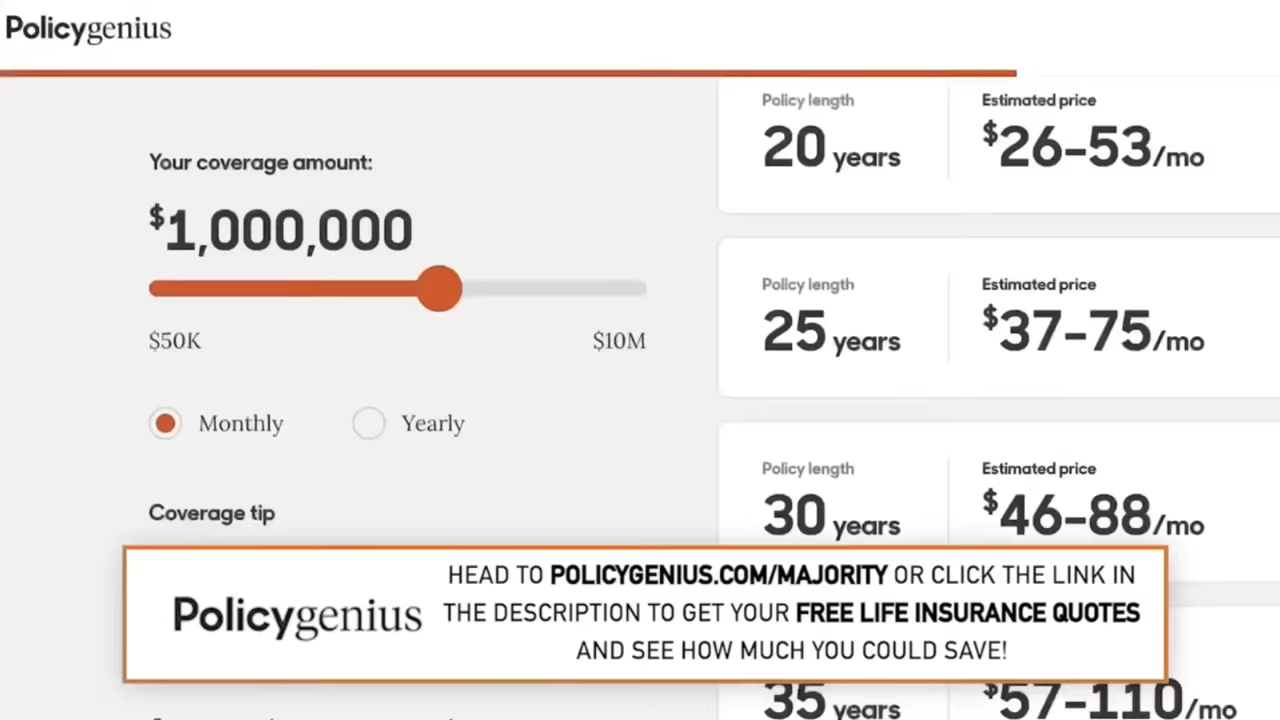 Policygenius
Your coverage amount:
$1,000,000
$50K
$10M
Monthly
Yearly
Coverage tip
Policy length
Estimated price
20 years
$26-53/mo
Policy length
Estimated price
25 years
$37-75/mo
Policy length
Estimated price
30 years
$46-88/mo
35 years
$57-110/mo
Policygenius
HEAD TO POLICYGENIUS.COM/MAJORITY OR CLICK THE LINK IN
THE DESCRIPTION TO GET YOUR FREE LIFE INSURANCE QUOTES
AND SEE HOW MUCH YOU COULD SAVE!